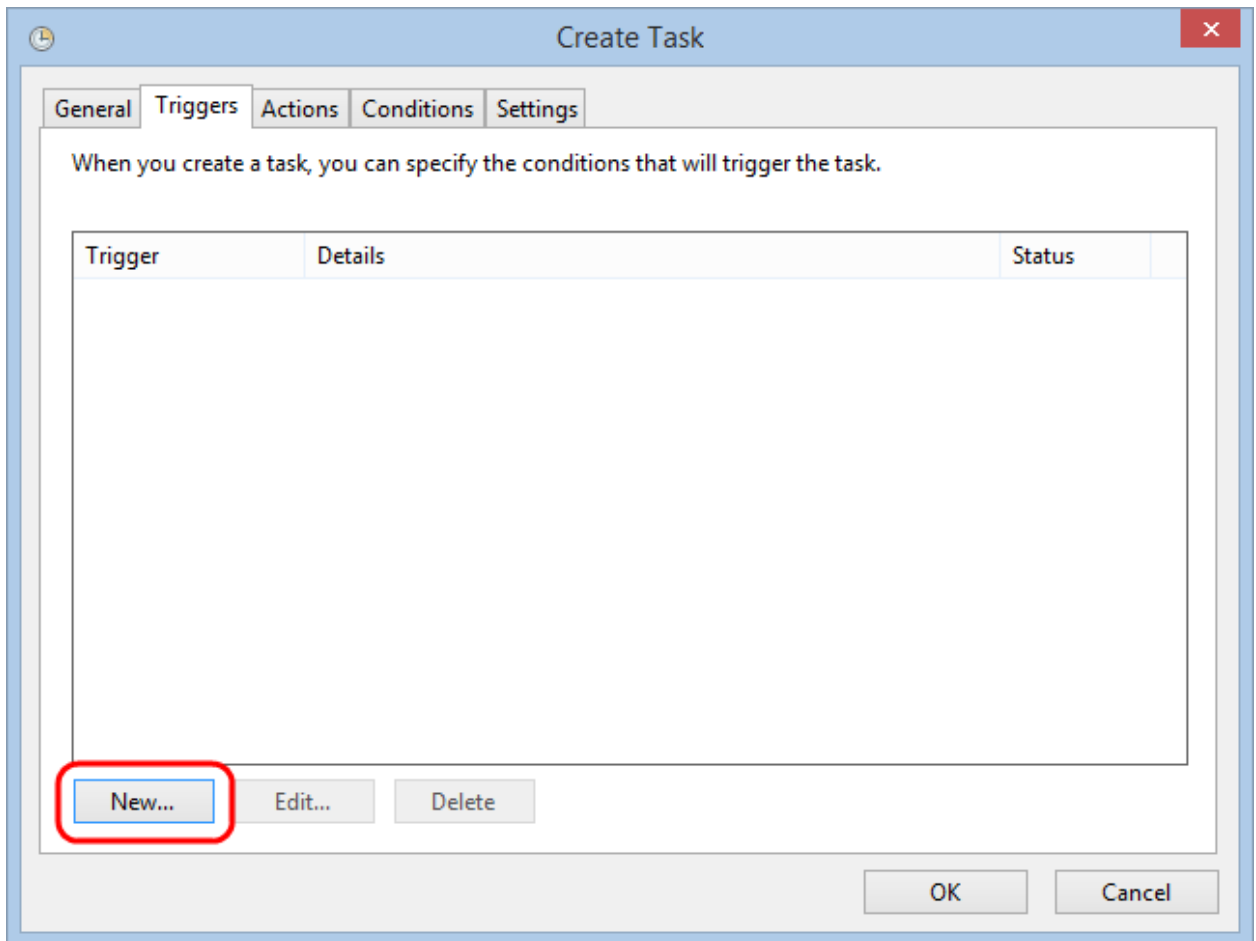 Create Task
General Triggers Actions Conditions Settings
When you create a task, you can specify the conditions that will trigger the task.
Trigger Details Status
New... Edit... Delete
OK Cancel